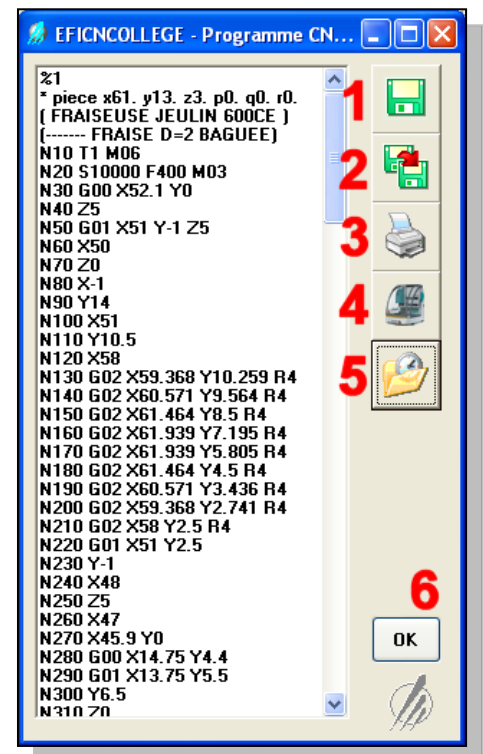 EFICNCOLLEGE - Programme CN...
%1
* piece x61. y13. z3. p0. q0. r0.
( FRAISEUSE JEULIN 600CE )
(------- FRAISE D=2 BAGUEE)
N10 T1 M06
N20 S10000 F400 M03
N30 G00 X52.1 Y0
N40 Z5
N50 G01 X51 Y-1 Z5
N60 X50
N70 Z0
N80 X-1
N90 Y14
N100 X51
N110 Y10.5
N120 X58
N130 G02 X59.368 Y10.259 R4
N140 G02 X60.571 Y9.564 R4
N150 G02 X61.464 Y8.5 R4
N160 G02 X61.939 Y7.195 R4
N170 G02 X61.939 Y5.805 R4
N180 G02 X61.464 Y4.5 R4
N190 G02 X60.571 Y3.436 R4
N200 G02 X59.368 Y2.741 R4
N210 G02 X58 Y2.5 R4
N220 G01 X51 Y2.5
N230 Y-1
N240 X48
N250 Z5
N260 X47
N270 X45.9 Y0
N280 G00 X14.75 Y4.4
N290 G01 X13.75 Y5.5
N300 Y6.5
N310 Z0
1
2
3
4
5
6
OK